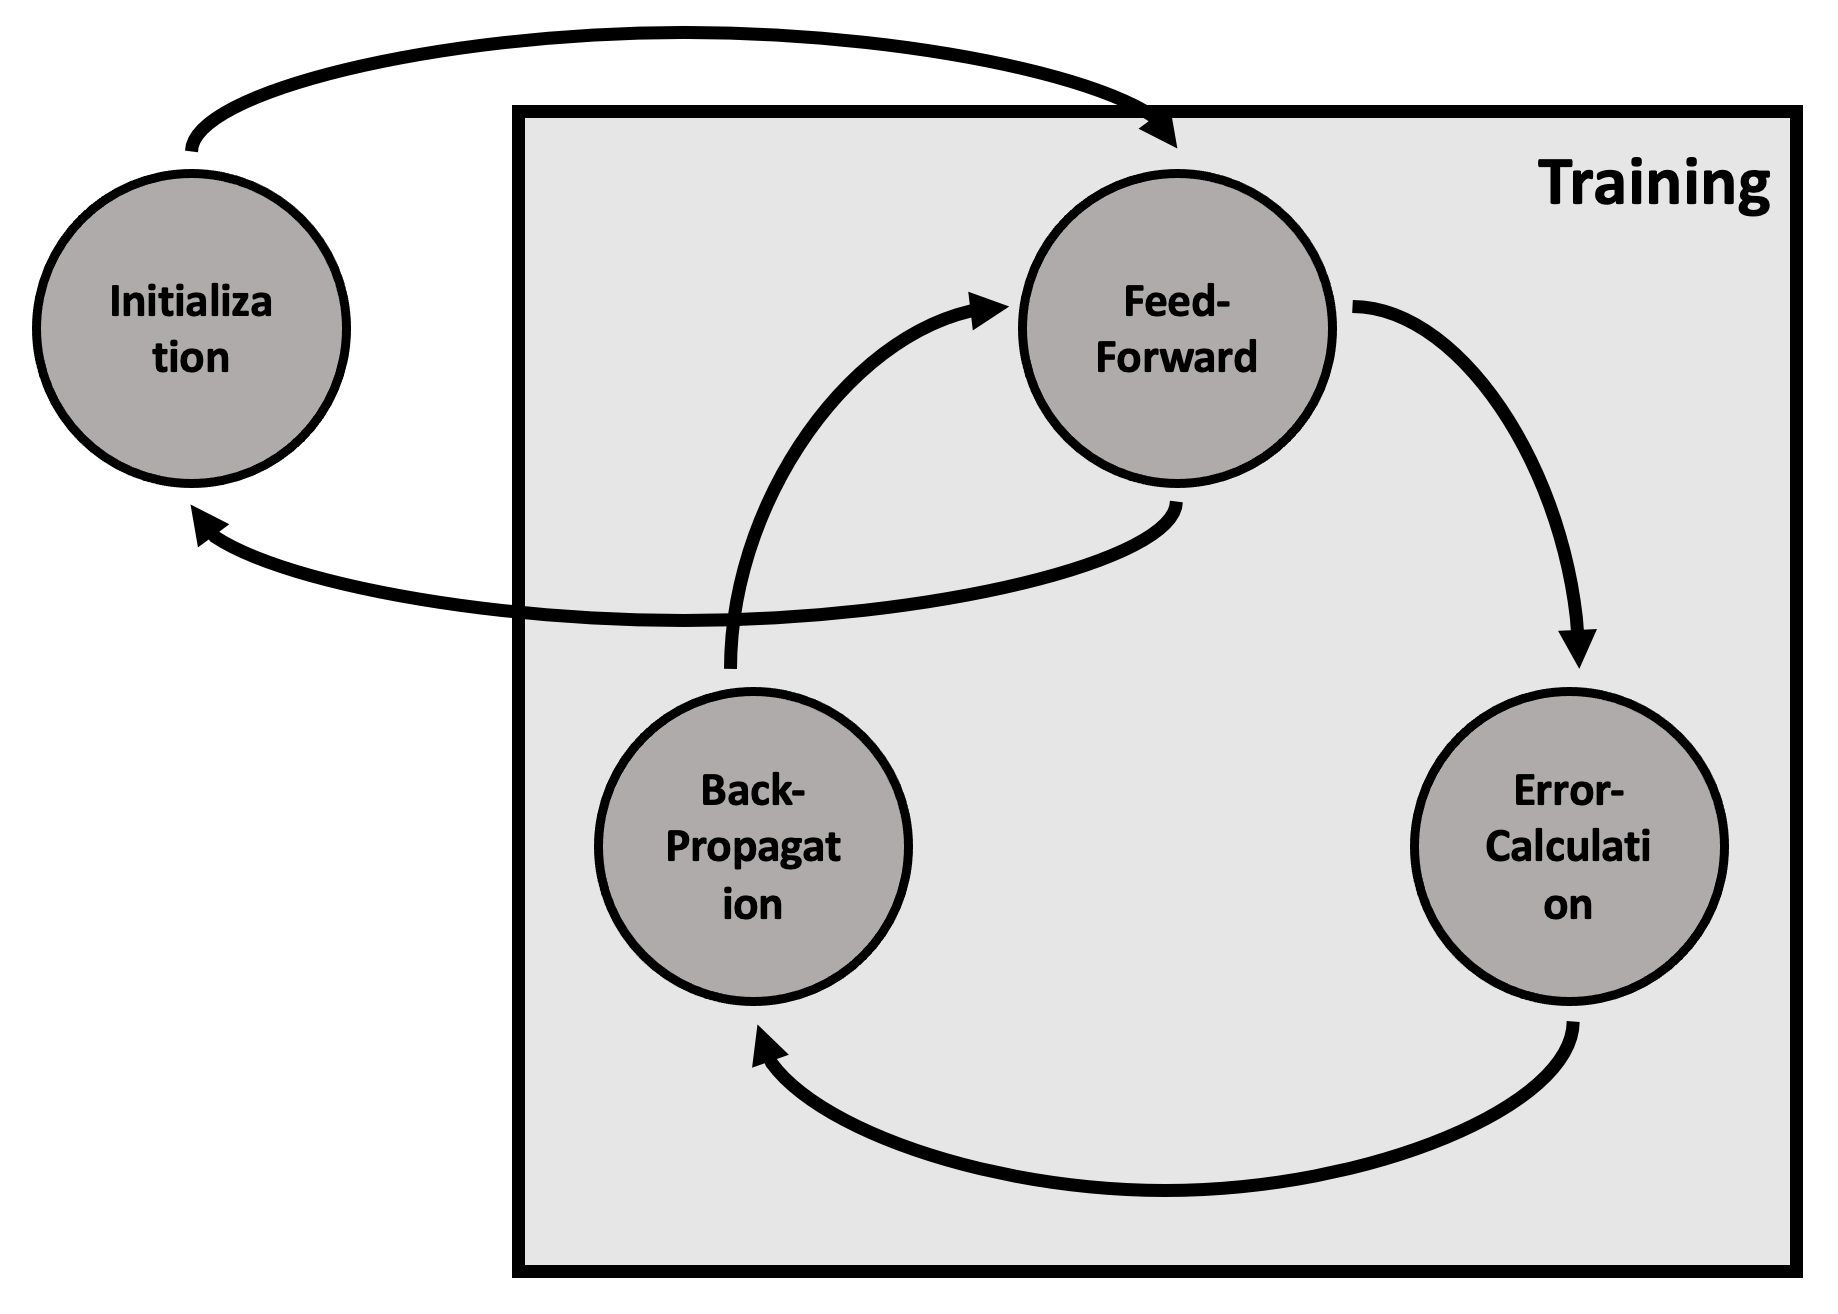 Training
Initializa
tion
Feed-
Forward
Back-
Propagat
ion
Error-
Calculati
on